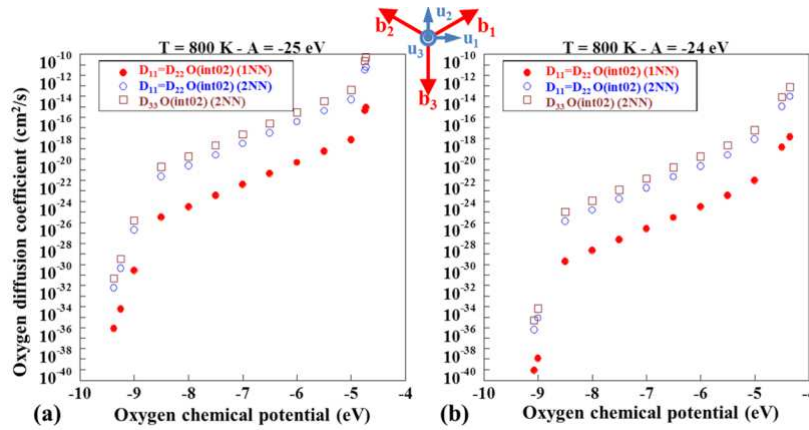 b₂ u₂ b₁
u₃ u₁
b₃
T = 800 K - A = -25 eV
D₁₁=D₂₂ O(int02) (1NN)
D₁₁=D₂₂ O(int02) (2NN)
D₃₃ O(int02) (2NN)
Oxygen diffusion coefficient (cm²/s)
10⁻¹⁰
10⁻¹²
10⁻¹⁴
10⁻¹⁶
10⁻¹⁸
10⁻²⁰
10⁻²²
10⁻²⁴
10⁻²⁶
10⁻²⁸
10⁻³⁰
10⁻³²
10⁻³⁴
10⁻³⁶
10⁻³⁸
10⁻⁴⁰
-10 -9 -8 -7 -6 -5 -4
(a) Oxygen chemical potential (eV)
T = 800 K - A = -24 eV
D₁₁=D₂₂ O(int02) (1NN)
D₁₁=D₂₂ O(int02) (2NN)
D₃₃ O(int02) (2NN)
10⁻¹⁰
10⁻¹²
10⁻¹⁴
10⁻¹⁶
10⁻¹⁸
10⁻²⁰
10⁻²²
10⁻²⁴
10⁻²⁶
10⁻²⁸
10⁻³⁰
10⁻³²
10⁻³⁴
10⁻³⁶
10⁻³⁸
10⁻⁴⁰
-10 -9 -8 -7 -6 -5 -4
(b) Oxygen chemical potential (eV)